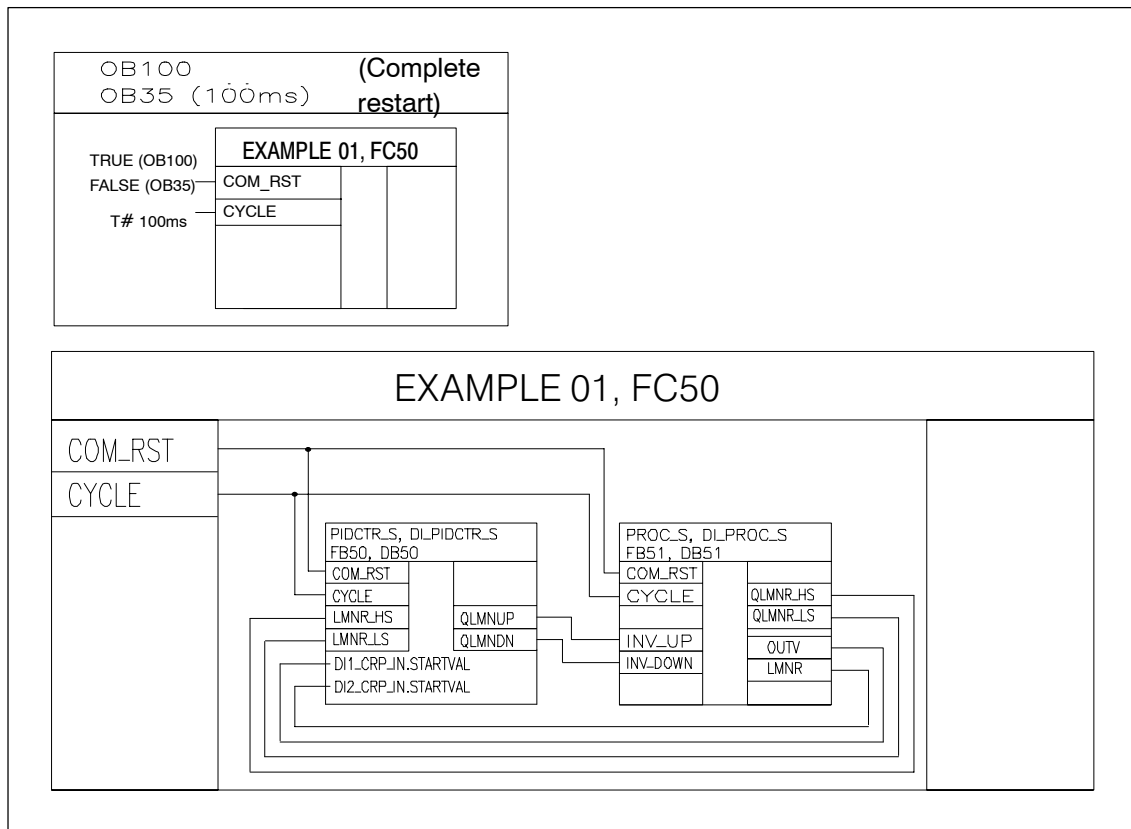 OB100 (Complete
OB35 (100ms) restart)
EXAMPLE 01, FC50
TRUE (OB100)
FALSE (OB35)
COM_RST
T# 100ms
CYCLE
EXAMPLE 01, FC50
COM_RST
CYCLE
PIDCTR_S, DI_PIDCTR_S
FB50, DB50
COM_RST
CYCLE
LMNR_HS QLMNUP
LMNR_LS QLMNDN
DI1_CRP_IN.STARTVAL
DI2_CRP_IN.STARTVAL
PROC_S, DI_PROC_S
FB51, DB51
COM_RST
CYCLE QLMNR_HS
QLMNR_LS
INV_UP OUTV
INV_DOWN LMNR